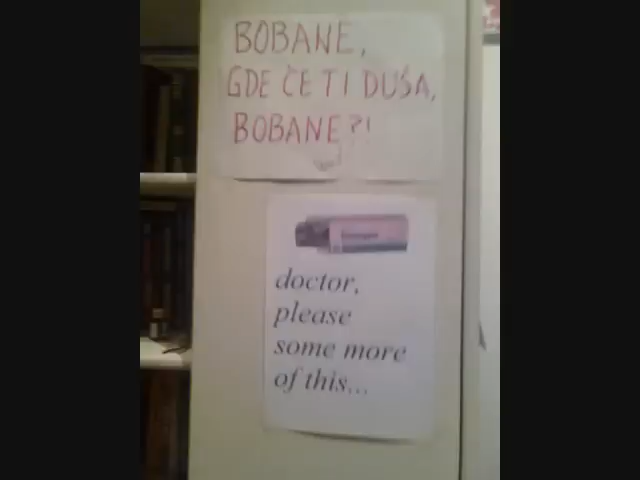 BOBANE,
GDE ĆE TI DUŠA,
BOBANE?!
doctor,
please
some more
of this...